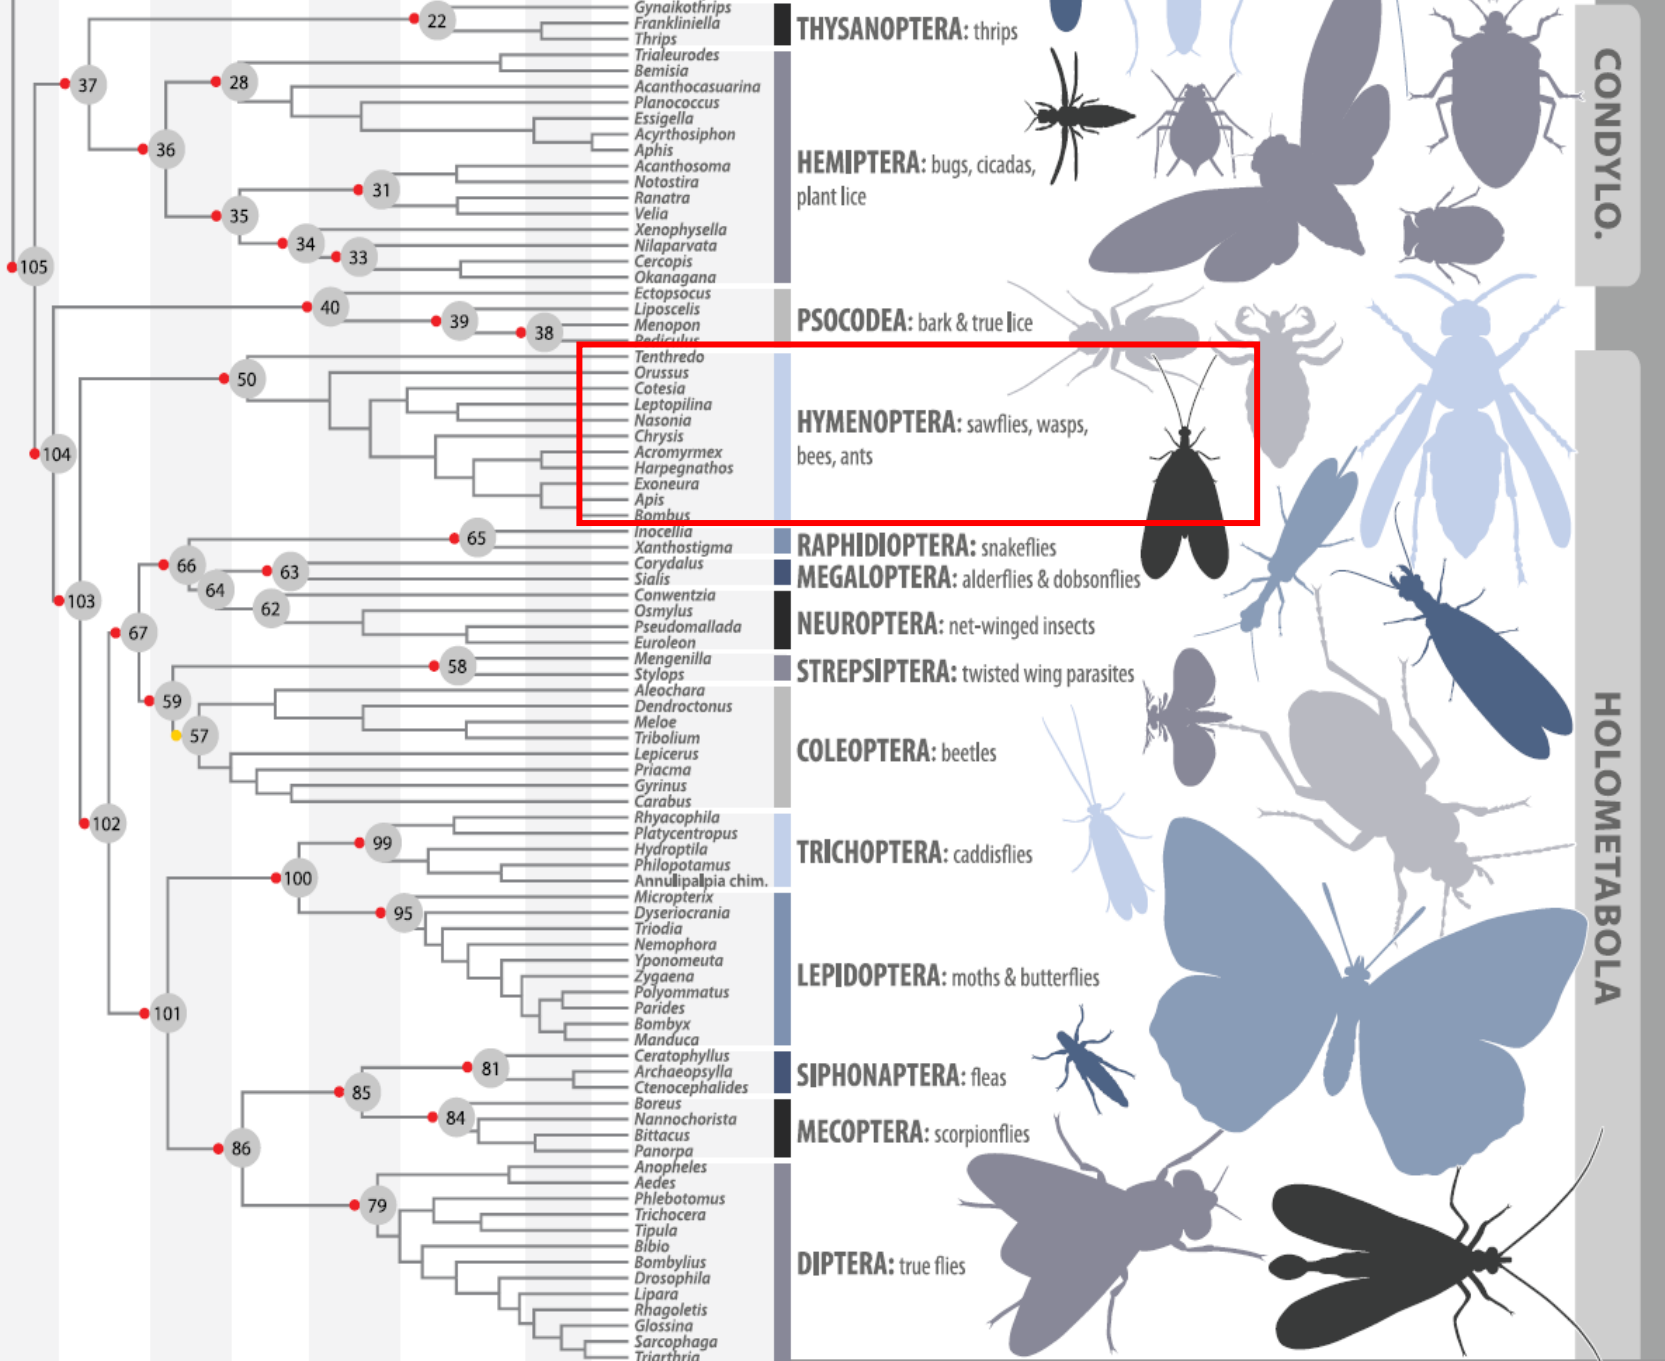 Gynaikothrips
Frankliniella
Thrips
22
THYSANOPTERA: thrips
Trialeurodes
Bemisia
Acanthocasuarina
Planococcus
Essigella
Acyrthosiphon
Aphis
Acanthosoma
Notostira
Ranatra
Velia
Xenophysella
Nilaparvata
Cercopis
Okanagana
37
28
36
31
35
34
33
105
HEMIPTERA: bugs, cicadas,
plant lice
CONDYLO.
Ectopsocus
Liposcelis
Menopon
Pediculus
40
39
38
PSOCODEA: bark & true lice
Tenthredo
Orussus
Cotesia
Leptopilina
Nasonia
Chrysis
Acromyrmex
Harpegnathos
Exoneura
Apis
Bombus
50
104
HYMENOPTERA: sawflies, wasps,
bees, ants
Inocellia
Xanthostigma
65
RAPHIDIOPTERA: snakeflies
Corydalus
Sialis
66
63
MEGALOPTERA: alderflies & dobsonflies
Conwentzia
Osmylus
Pseudomallada
Euroleon
64
62
103
67
NEUROPTERA: net-winged insects
Mengenilla
Stylops
58
STREPSIPTERA: twisted wing parasites
Aleochara
Dendroctonus
Meloe
Tribolium
Lepicerus
Priacma
Gyrinus
Carabus
59
57
COLEOPTERA: beetles
HOLOMETABOLA
Rhyacophila
Platycentropus
Hydroptila
Philopotamus
Annulipalpia chim.
102
99
100
TRICHOPTERA: caddisflies
Micropterix
Dyseriocrania
Triodia
Nemophora
Yponomeuta
Zygaena
Polyommatus
Parides
Bombyx
Manduca
95
101
LEPIDOPTERA: moths & butterflies
Ceratophyllus
Archaeopsylla
Ctenocephalides
81
85
SIPHONAPTERA: fleas
Boreus
Nannochorista
Bittacus
Panorpa
84
86
MECOPTERA: scorpionflies
Anopheles
Aedes
Phlebotomus
Trichocera
Tipula
Bibio
Bombylius
Drosophila
Lipara
Rhagoletis
Glossina
Sarcophaga
Triarthria
79
DIPTERA: true flies